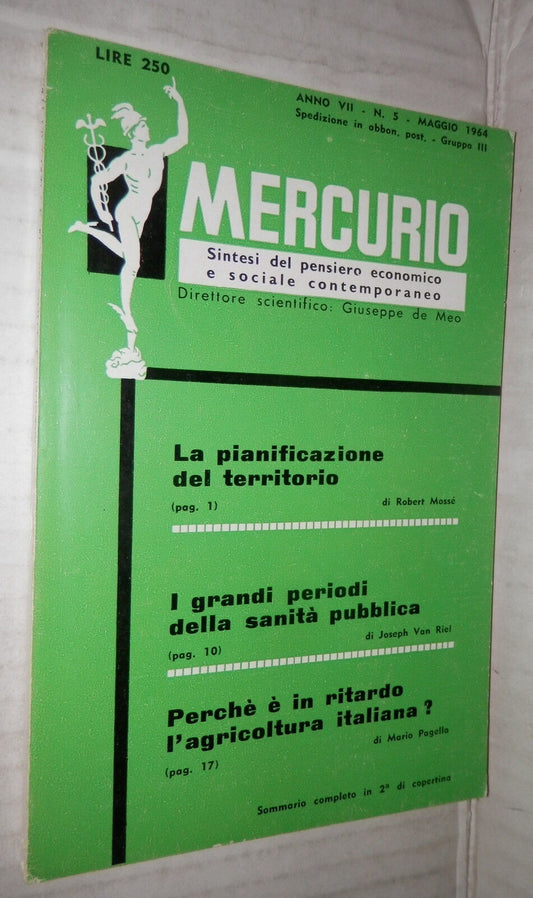 LIRE 250
ANNO VII - N. 5 - MAGGIO 1964
Spedizione in abbon. post. - Gruppo III
MERCURIO
Sintesi del pensiero economico
e sociale contemporaneo
Direttore scientifico: Giuseppe de Meo
La pianificazione
del territorio
(pag. 1)
di Robert Mossé
I grandi periodi
della sanità pubblica
(pag. 10)
di Joseph Van Riel
Perchè è in ritardo
l'agricoltura italiana?
(pag. 17)
di Mario Pagella
Sommario completo in 2ª di copertina